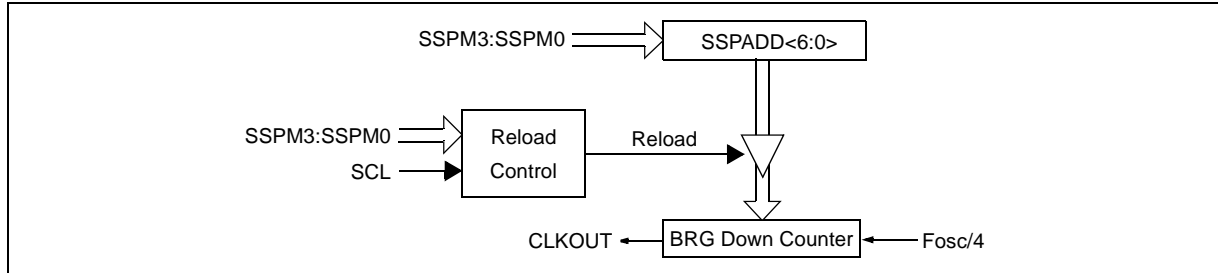 SSPM3:SSPM0
SSPADD<6:0>
SSPM3:SSPM0
SCL
Reload
Control
Reload
CLKOUT
BRG Down Counter
Fosc/4